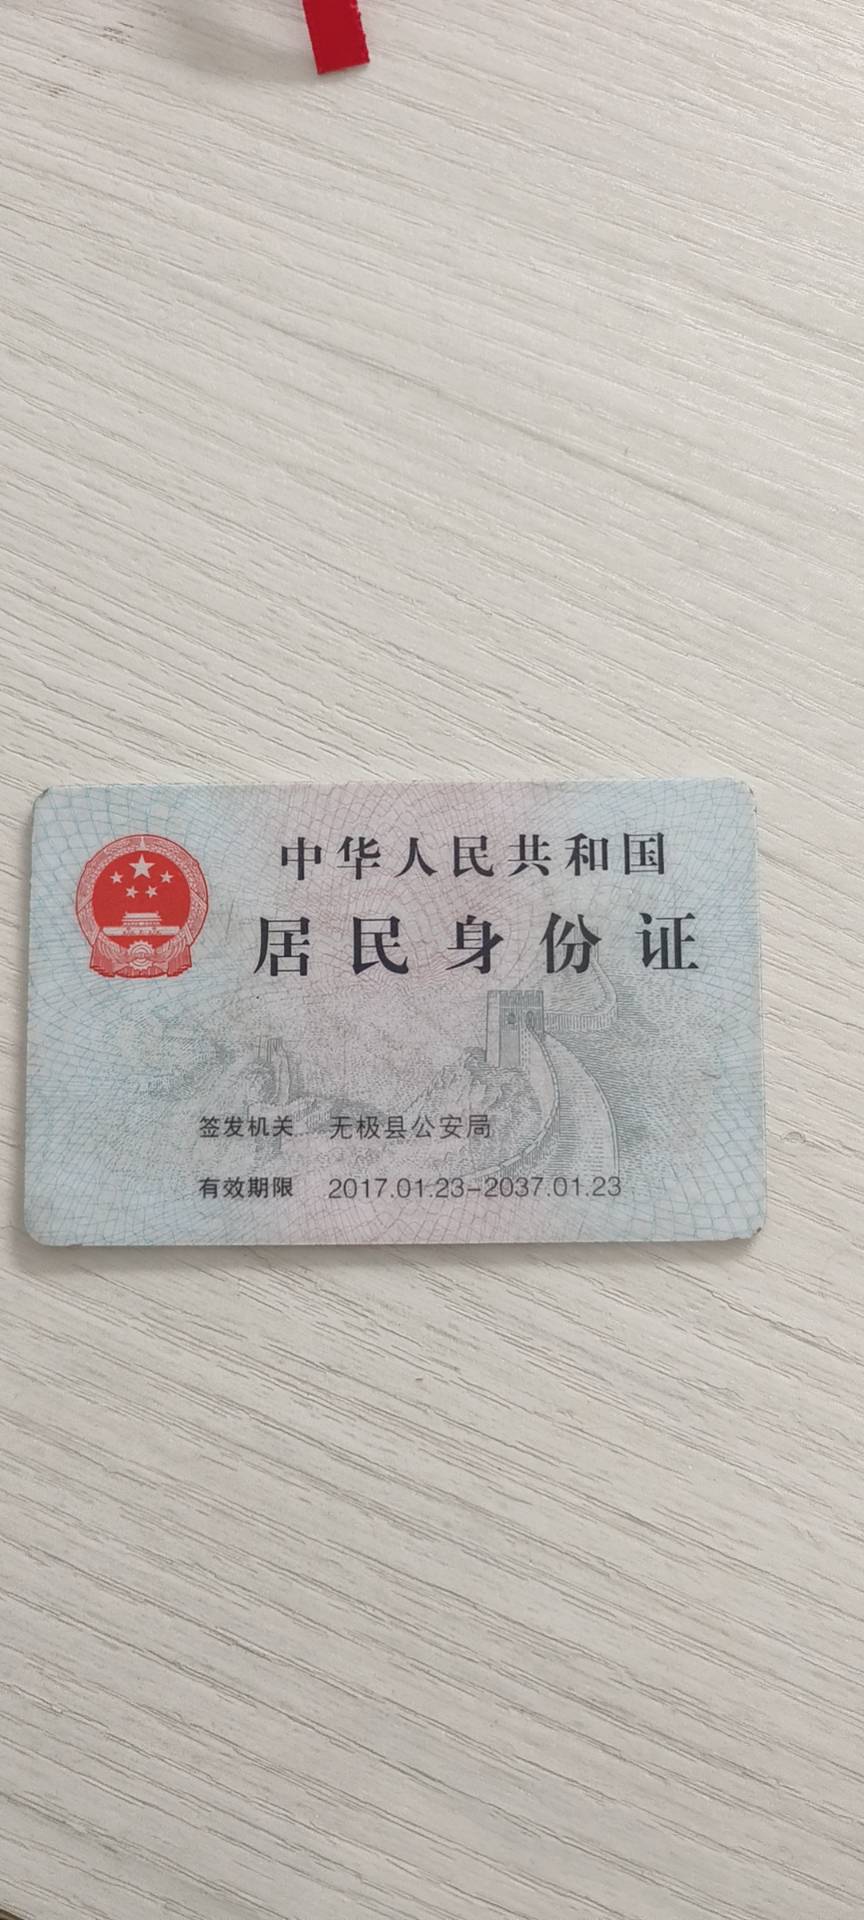 中华人民共和国
居民身份证
签发机关 无极县公安局
有效期限 2017.01.23-2037.01.23